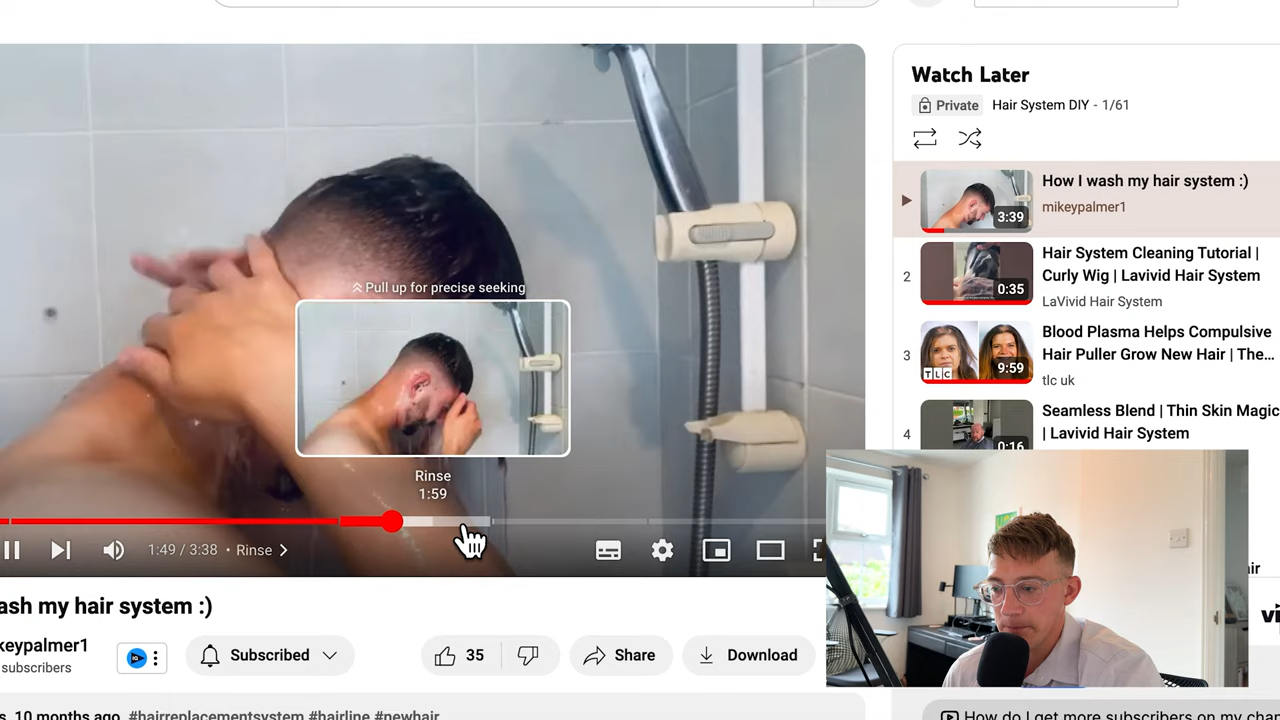 Pull up for precise seeking
Rinse
1:59
1:49 / 3:38 • Rinse
ash my hair system :)
keypalmer1
subscribers
Subscribed
35
Share
Download
10 months ago #hairreplacementsystem #hairline #newhair
Watch Later
Private Hair System DIY - 1/61
3:39
How I wash my hair system :)
mikeypalmer1
2
0:35
Hair System Cleaning Tutorial |
Curly Wig | Lavivid Hair System
LaVivid Hair System
3
TLC
9:59
Blood Plasma Helps Compulsive
Hair Puller Grow New Hair | The...
tlc uk
4
0:16
Seamless Blend | Thin Skin Magic
| Lavivid Hair System
How do I get more subscribers on my chan